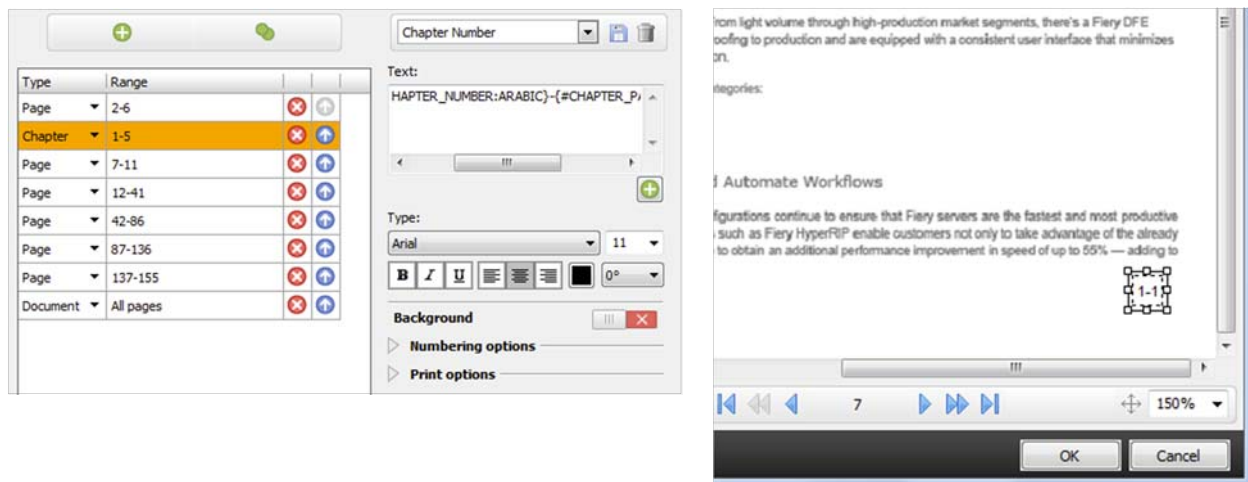 Type Range
Page 2-6
Chapter 1-5
Page 7-11
Page 12-41
Page 42-86
Page 87-136
Page 137-155
Document All pages
Chapter Number
Text:
HAPTER_NUMBER:ARABIC}-{#CHAPTER_P
Type:
Arial 11
B I U 0°
Background
Numbering options
Print options
from light volume through high-production market segments, there's a Fiery DFE
oofing to production and are equipped with a consistent user interface that minimizes
on.
ategories:
d Automate Workflows
figurations continue to ensure that Fiery servers are the fastest and most productive
such as Fiery HyperRIP enable customers not only to take advantage of the already
to obtain an additional performance improvement in speed of up to 55% — adding to
1-1
7 150%
OK Cancel